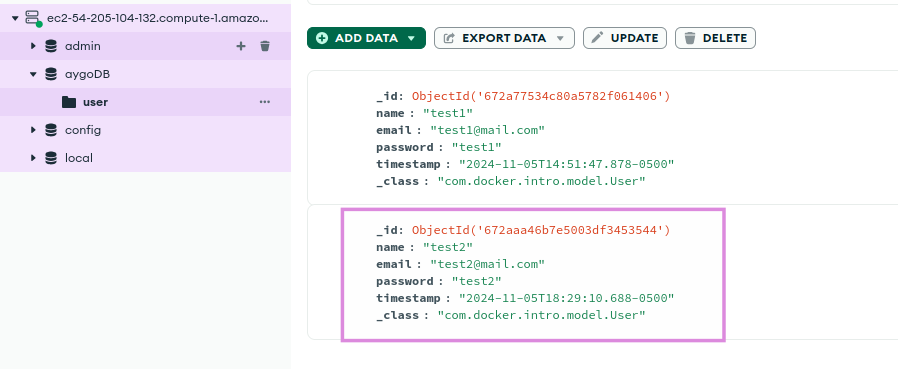 ec2-54-205-104-132.compute-1.amazo...
admin
aygoDB
user
config
local
ADD DATA
EXPORT DATA
UPDATE
DELETE
_id: ObjectId('672a77534c80a5782f061406')
name : "test1"
email : "test1@mail.com"
password : "test1"
timestamp : "2024-11-05T14:51:47.878-0500"
_class : "com.docker.intro.model.User"
_id: ObjectId('672aaa46b7e5003df3453544')
name : "test2"
email : "test2@mail.com"
password : "test2"
timestamp : "2024-11-05T18:29:10.688-0500"
_class : "com.docker.intro.model.User"